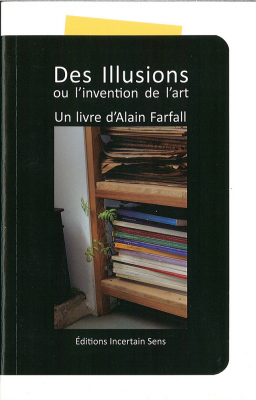 Des Illusions
ou l'invention de l'art
Un livre d'Alain Farfall
Éditions Incertain Sens